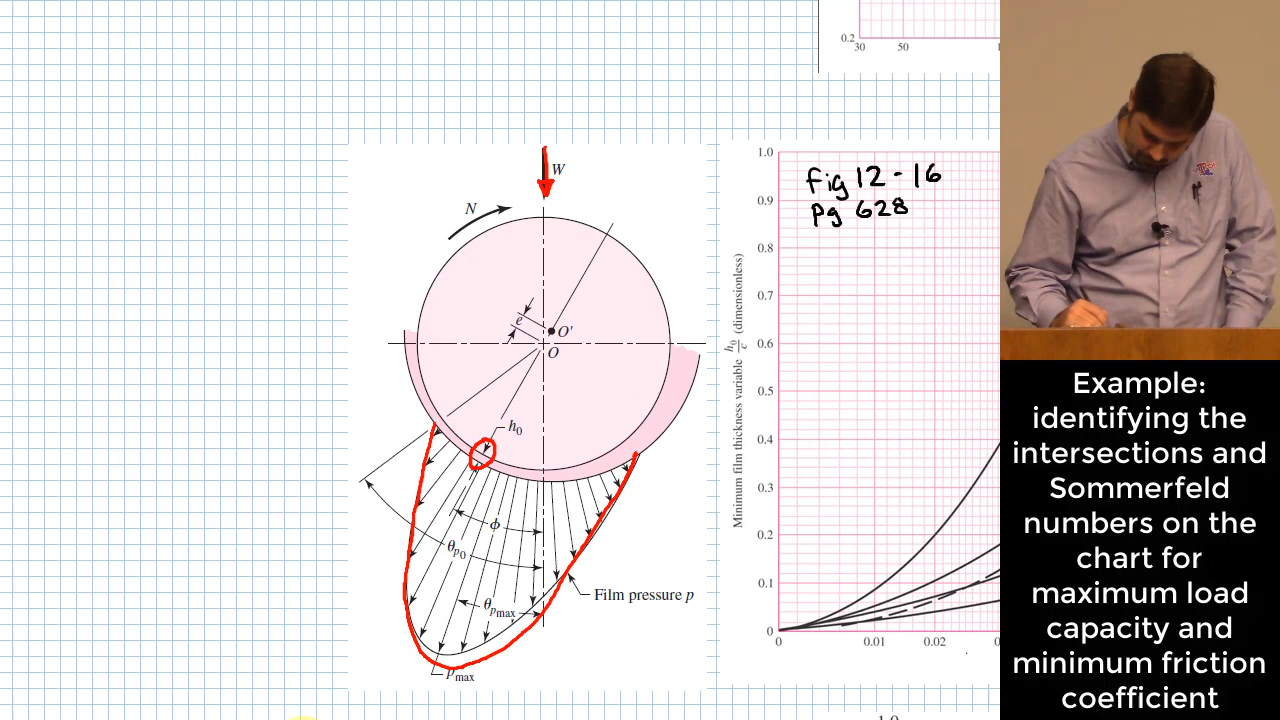 0.2
30 50
W
N
e
O'
O
h0
ϕ
θp0
θpmax
Film pressure p
pmax
fig 12-16
pg 628
Minimum film thickness variable h0/c (dimensionless)
1.0
0.9
0.8
0.7
0.6
0.5
0.4
0.3
0.2
0.1
0
0 0.01 0.02
1.0
Example:
identifying the
intersections and
Sommerfeld
numbers on the
chart for
maximum load
capacity and
minimum friction
coefficient